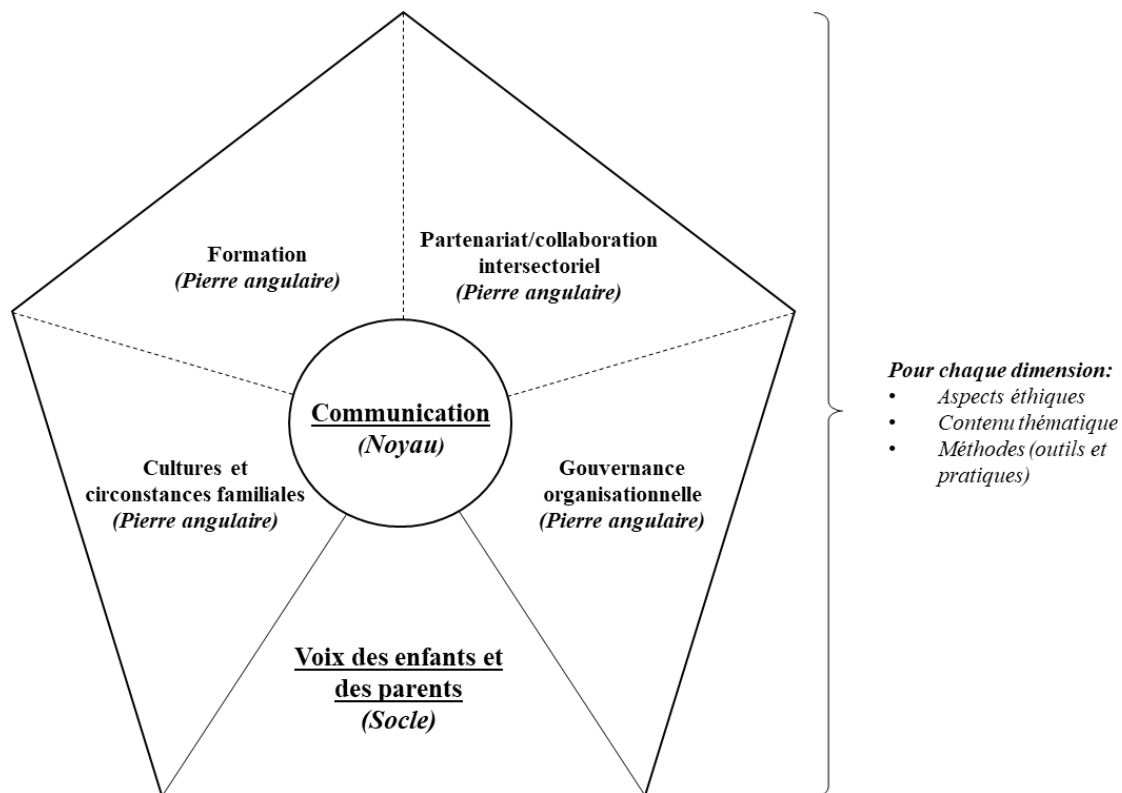 Formation
(Pierre angulaire)
Partenariat/collaboration
intersectoriel
(Pierre angulaire)
Communication
(Noyau)
Cultures et
circonstances familiales
(Pierre angulaire)
Gouvernance
organisationnelle
(Pierre angulaire)
Voix des enfants et
des parents
(Socle)
Pour chaque dimension:
• Aspects éthiques
• Contenu thématique
• Méthodes (outils et
pratiques)